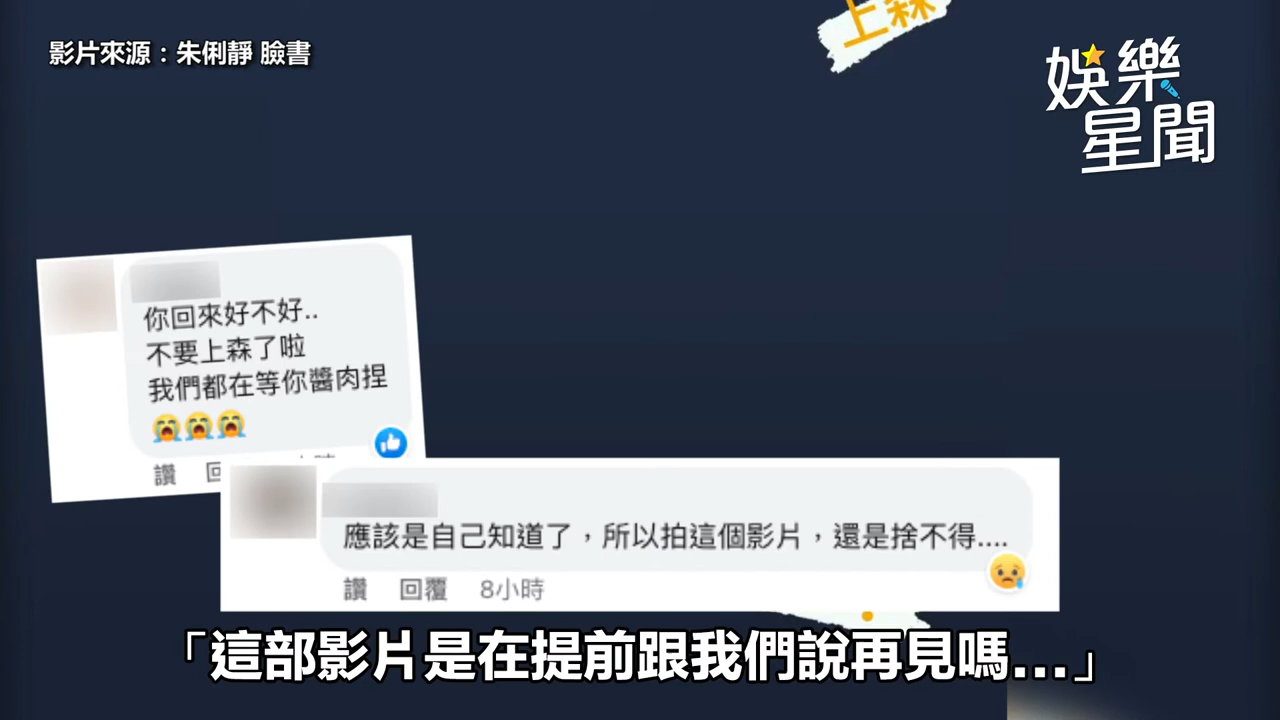 影片來源：朱俐靜 臉書
上森
娛樂
星聞
你回來好不好..
不要上森了啦
我們都在等你醬肉捏
😭😭😭
讚
應該是自己知道了，所以拍這個影片，還是捨不得....
讚 回覆 8小時
「這部影片是在提前跟我們說再見嗎...」